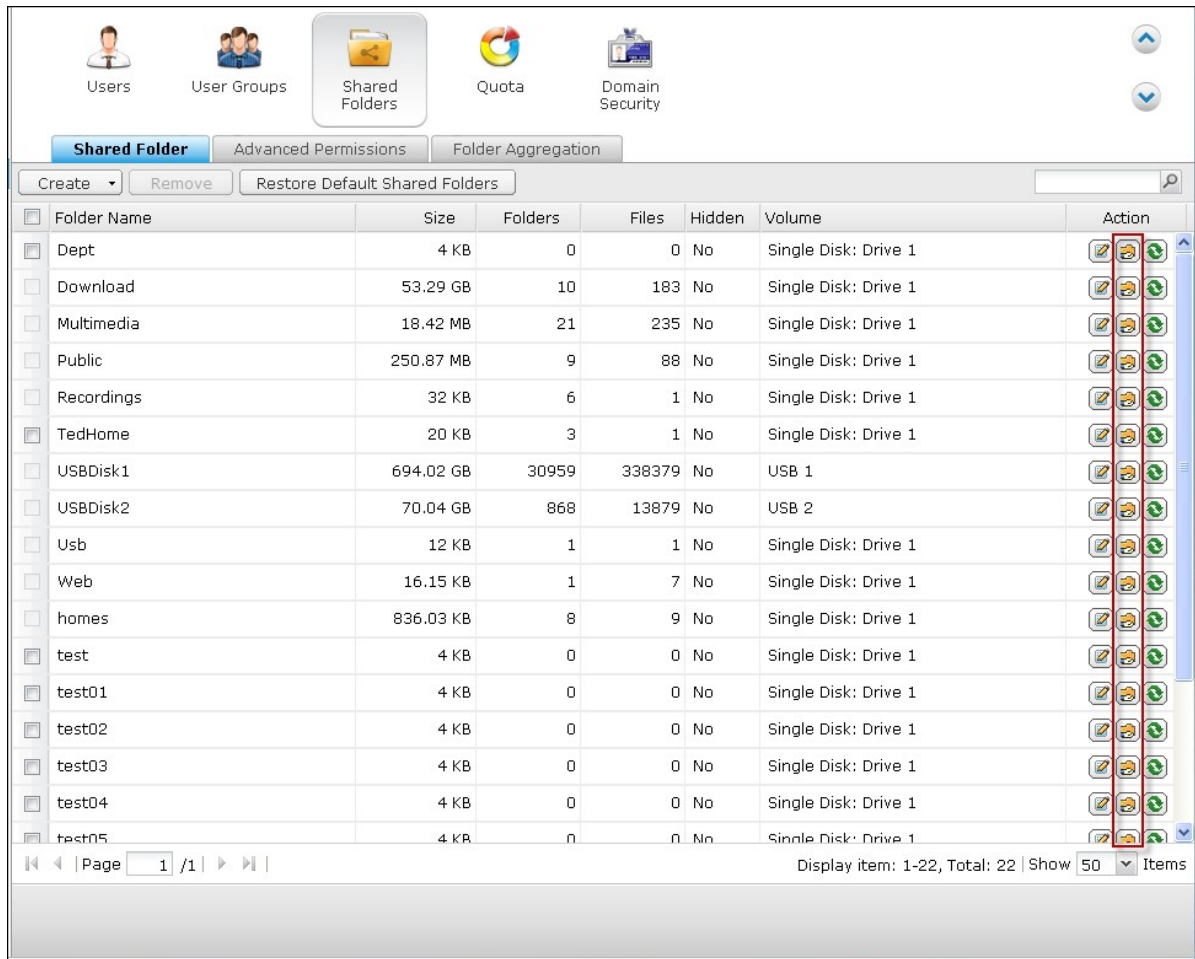 Users User Groups Shared Folders Quota Domain Security
Shared Folder Advanced Permissions Folder Aggregation
Create Remove Restore Default Shared Folders
Folder Name Size Folders Files Hidden Volume Action
Dept 4 KB 0 0 No Single Disk: Drive 1
Download 53.29 GB 10 183 No Single Disk: Drive 1
Multimedia 18.42 MB 21 235 No Single Disk: Drive 1
Public 250.87 MB 9 88 No Single Disk: Drive 1
Recordings 32 KB 6 1 No Single Disk: Drive 1
TedHome 20 KB 3 1 No Single Disk: Drive 1
USBDisk1 694.02 GB 30959 338379 No USB 1
USBDisk2 70.04 GB 868 13879 No USB 2
Usb 12 KB 1 1 No Single Disk: Drive 1
Web 16.15 KB 1 7 No Single Disk: Drive 1
homes 836.03 KB 8 9 No Single Disk: Drive 1
test 4 KB 0 0 No Single Disk: Drive 1
test01 4 KB 0 0 No Single Disk: Drive 1
test02 4 KB 0 0 No Single Disk: Drive 1
test03 4 KB 0 0 No Single Disk: Drive 1
test04 4 KB 0 0 No Single Disk: Drive 1
test05 4 KB 0 0 No Single Disk: Drive 1
Page 1 /1 Display item: 1-22, Total: 22 Show 50 Items